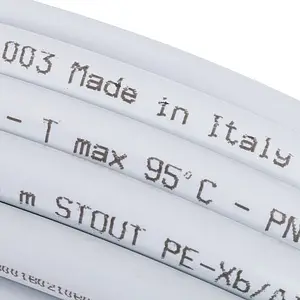 003 Made in Italy
- T max 95°C - PN
m STOUT PE-Xb/A